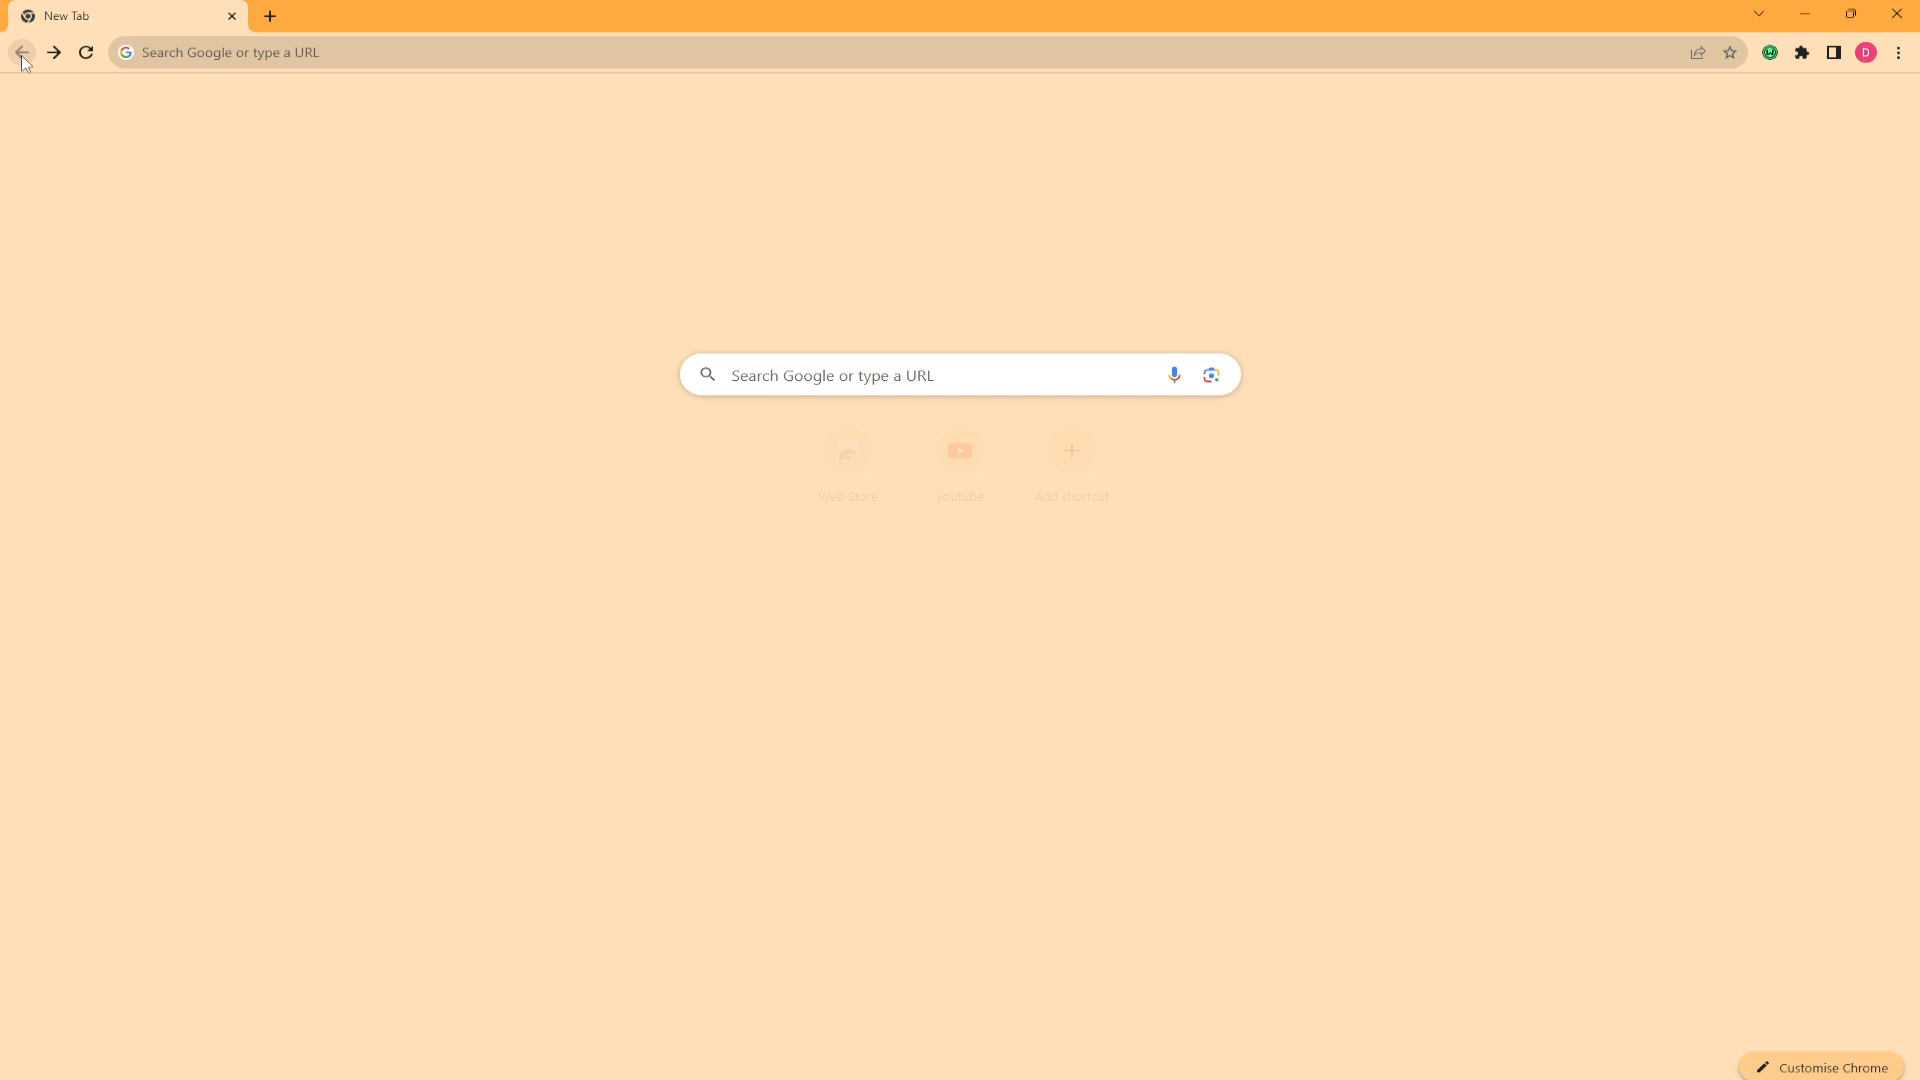 New Tab
Search Google or type a URL
D
Search Google or type a URL
Web Store
youtube
Add shortcut
Customise Chrome